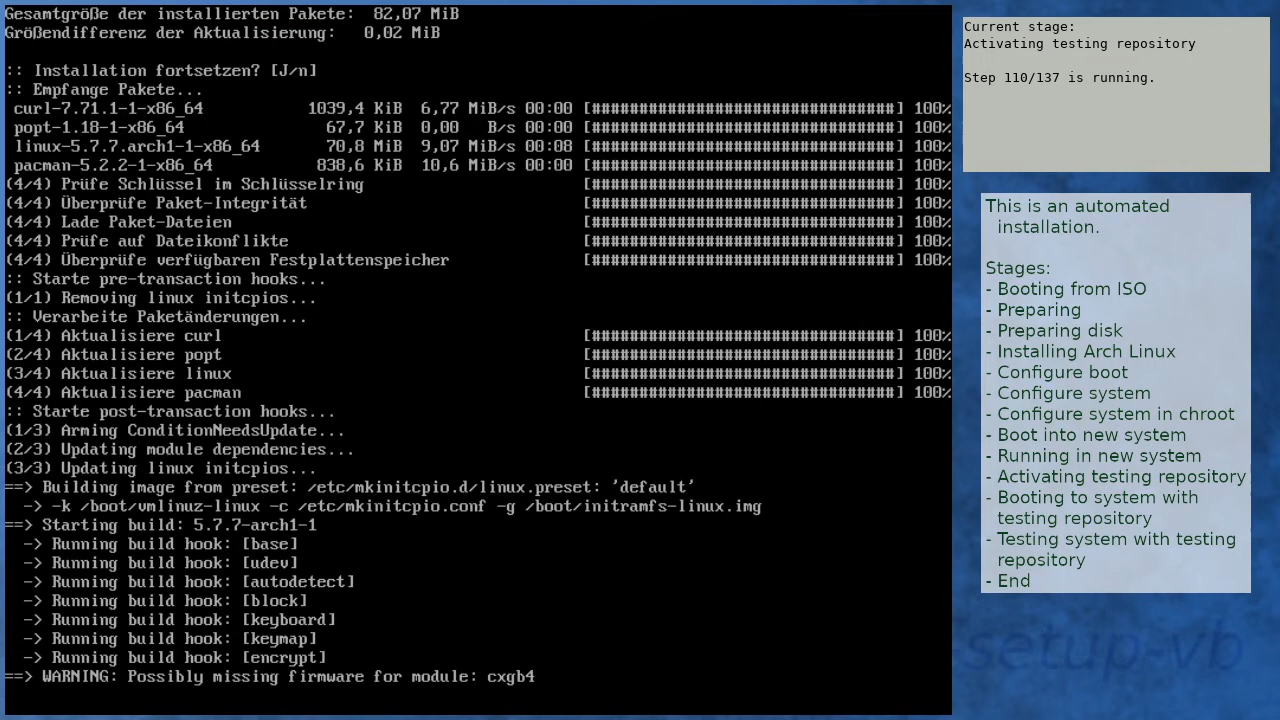 Gesamtgröße der installierten Pakete:  82,07 MiB
Größendifferenz der Aktualisierung:   0,02 MiB
:: Installation fortsetzen? [J/n]
:: Empfange Pakete...
curl-7.71.1-1-x86_64           1039,4 KiB  6,77 MiB/s 00:00 [################################] 100%
popt-1.18-1-x86_64               67,7 KiB  0,00   B/s 00:00 [################################] 100%
linux-5.7.7.arch1-1-x86_64       70,8 MiB  9,07 MiB/s 00:08 [################################] 100%
pacman-5.2.2-1-x86_64           838,6 KiB  10,6 MiB/s 00:00 [################################] 100%
(4/4) Prüfe Schlüssel im Schlüsselring                       [################################] 100%
(4/4) Überprüfe Paket-Integrität                             [################################] 100%
(4/4) Lade Paket-Dateien                                     [################################] 100%
(4/4) Prüfe auf Dateikonflikte                               [################################] 100%
(4/4) Überprüfe verfügbaren Festplattenspeicher              [################################] 100%
:: Starte pre-transaction hooks...
(1/1) Removing linux initcpios...
:: Verarbeite Paketänderungen...
(1/4) Aktualisiere curl                                      [################################] 100%
(2/4) Aktualisiere popt                                      [################################] 100%
(3/4) Aktualisiere linux                                     [################################] 100%
(4/4) Aktualisiere pacman                                    [################################] 100%
:: Starte post-transaction hooks...
(1/3) Arming ConditionNeedsUpdate...
(2/3) Updating module dependencies...
(3/3) Updating linux initcpios...
==> Building image from preset: /etc/mkinitcpio.d/linux.preset: 'default'
  -> -k /boot/vmlinuz-linux -c /etc/mkinitcpio.conf -g /boot/initramfs-linux.img
==> Starting build: 5.7.7-arch1-1
  -> Running build hook: [base]
  -> Running build hook: [udev]
  -> Running build hook: [autodetect]
  -> Running build hook: [block]
  -> Running build hook: [keyboard]
  -> Running build hook: [keymap]
  -> Running build hook: [encrypt]
==> WARNING: Possibly missing firmware for module: cxgb4
Current stage:
Activating testing repository
Step 110/137 is running.
This is an automated
installation.
Stages:
- Booting from ISO
- Preparing
- Preparing disk
- Installing Arch Linux
- Configure boot
- Configure system
- Configure system in chroot
- Boot into new system
- Running in new system
- Activating testing repository
- Booting to system with
testing repository
- Testing system with testing
repository
- End
setup-vb